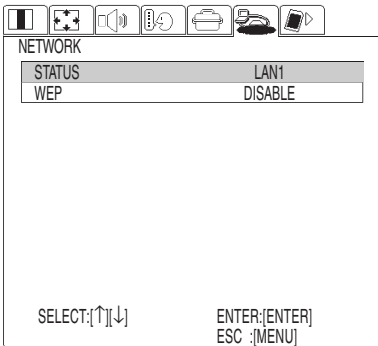 NETWORK
STATUS LAN1
WEP DISABLE
SELECT:[↑][↓] ENTER:[ENTER]
ESC :[MENU]